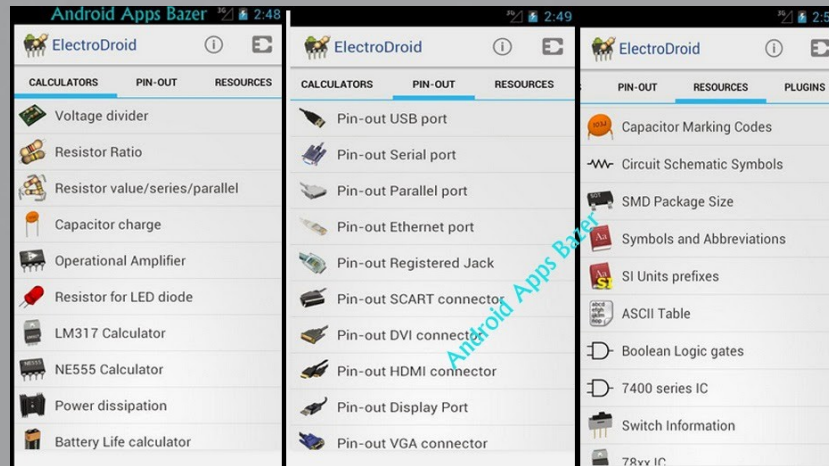 Android Apps Bazer
3G 2:48
ElectroDroid
CALCULATORS PIN-OUT RESOURCES
Voltage divider
Resistor Ratio
Resistor value/series/parallel
Capacitor charge
Operational Amplifier
Resistor for LED diode
LM317 Calculator
NE555 Calculator
Power dissipation
Battery Life calculator
3G 2:49
ElectroDroid
CALCULATORS PIN-OUT RESOURCES
Pin-out USB port
Pin-out Serial port
Pin-out Parallel port
Pin-out Ethernet port
Pin-out Registered Jack
Pin-out SCART connector
Pin-out DVI connector
Pin-out HDMI connector
Pin-out Display Port
Pin-out VGA connector
Android Apps Bazer
3G
ElectroDroid
PIN-OUT RESOURCES PLUGINS
Capacitor Marking Codes
Circuit Schematic Symbols
SMD Package Size
Symbols and Abbreviations
SI Units prefixes
ASCII Table
Boolean Logic gates
7400 series IC
Switch Information
78xx IC